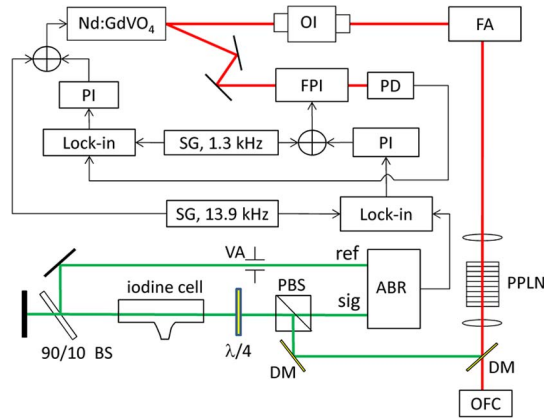 Nd:GdVO4
OI
FA
PI
FPI
PD
Lock-in
SG, 1.3 kHz
PI
SG, 13.9 kHz
Lock-in
VA
ref
iodine cell
PBS
sig
ABR
PPLN
90/10 BS
λ/4
DM
DM
OFC